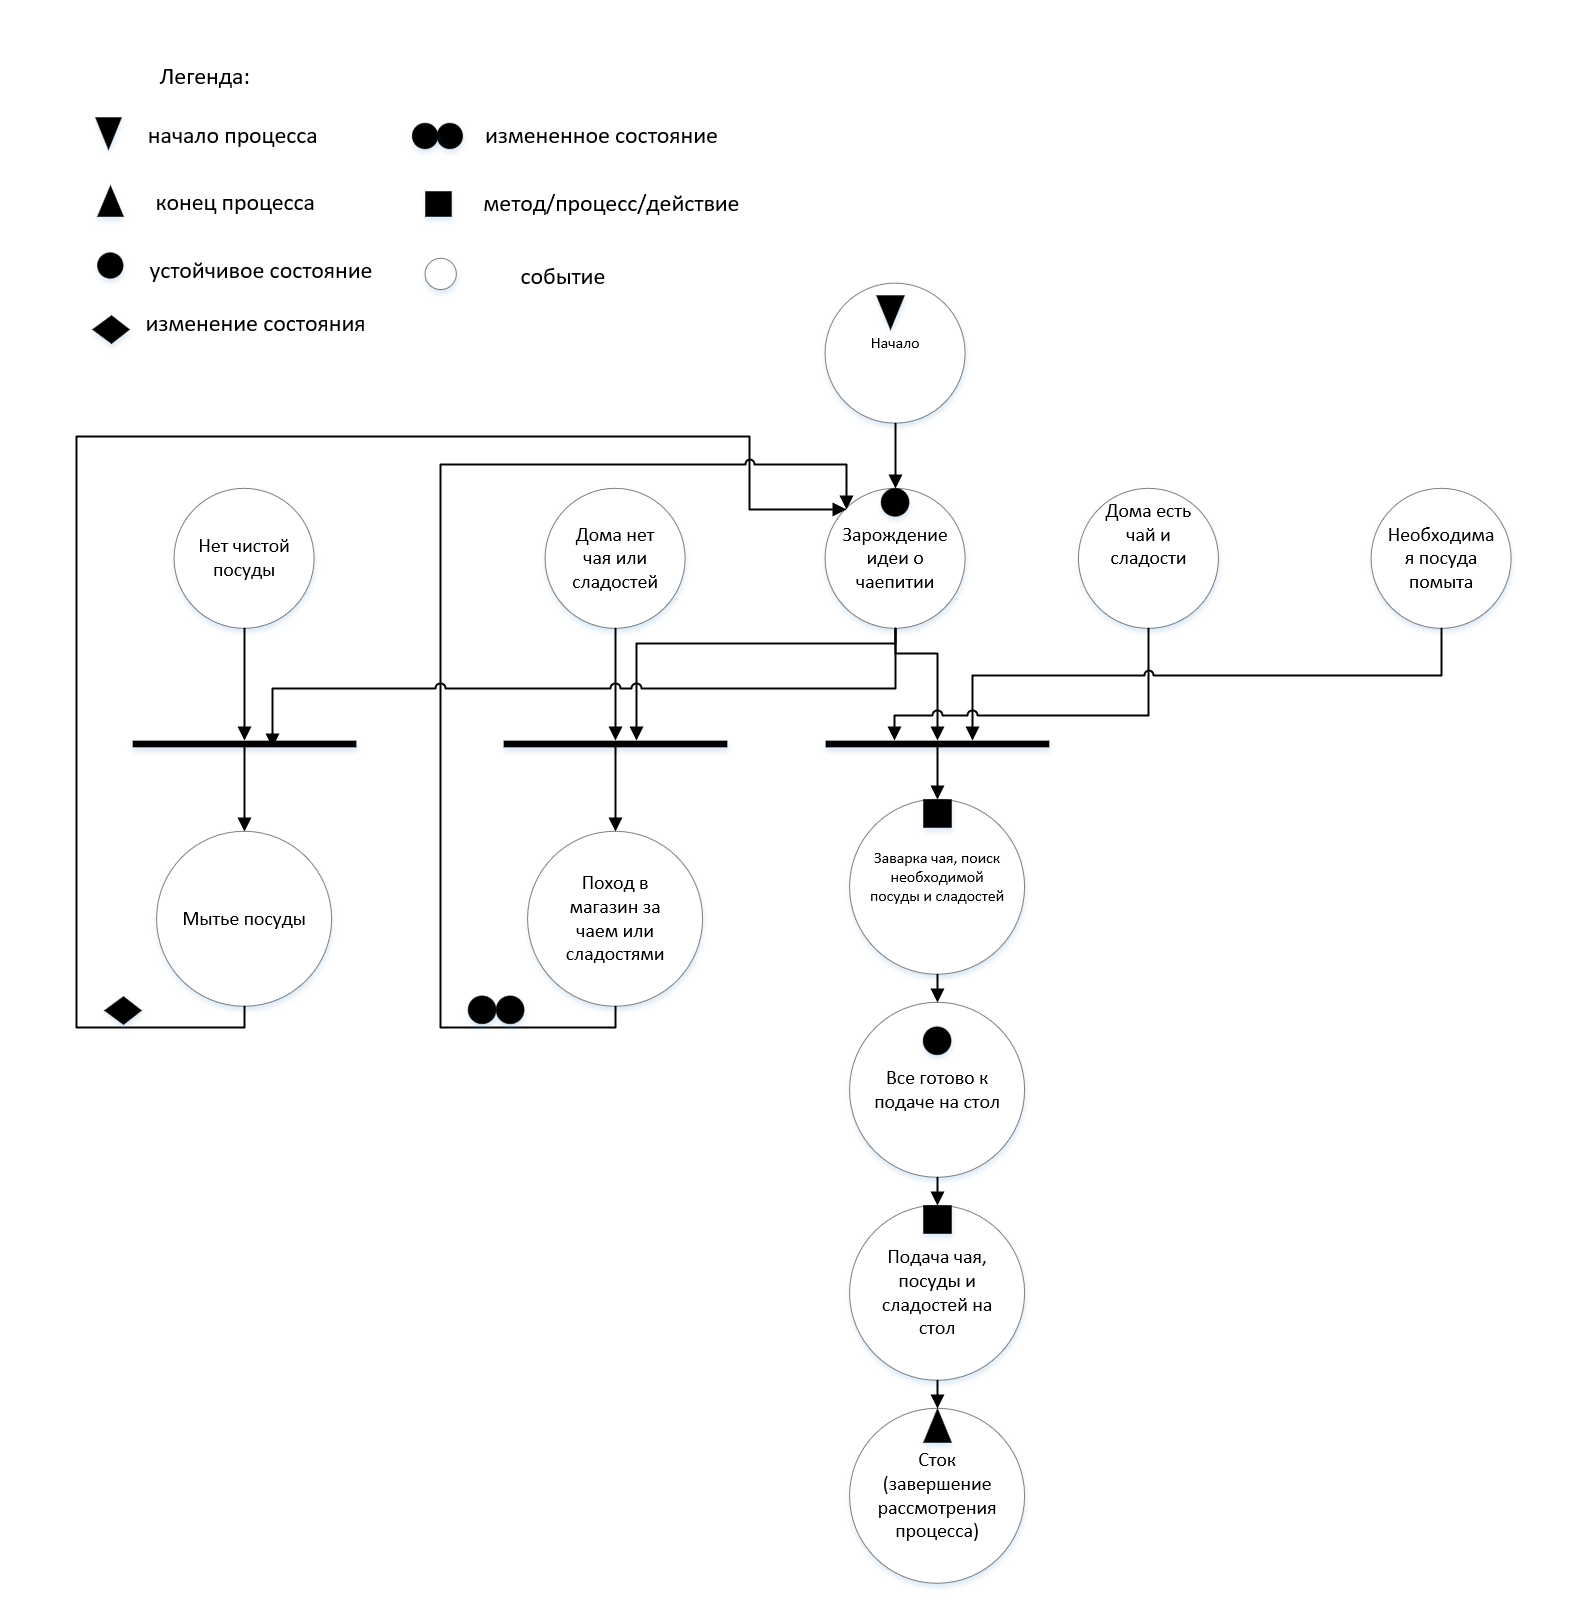 Легенда:
начало процесса
измененное состояние
конец процесса
метод/процесс/действие
устойчивое состояние
событие
изменение состояния
Начало
Нет чистой
посуды
Дома нет
чая или
сладостей
Зарождение
идеи о
чаепитии
Дома есть
чай и
сладости
Необходима
я посуда
помыта
Мытье посуды
Поход в
магазин за
чаем или
сладостями
Заварка чая, поиск
необходимой
посуды и сладостей
Все готово к
подаче на стол
Подача чая,
посуды и
сладостей на
стол
Сток
(завершение
рассмотрения
процесса)